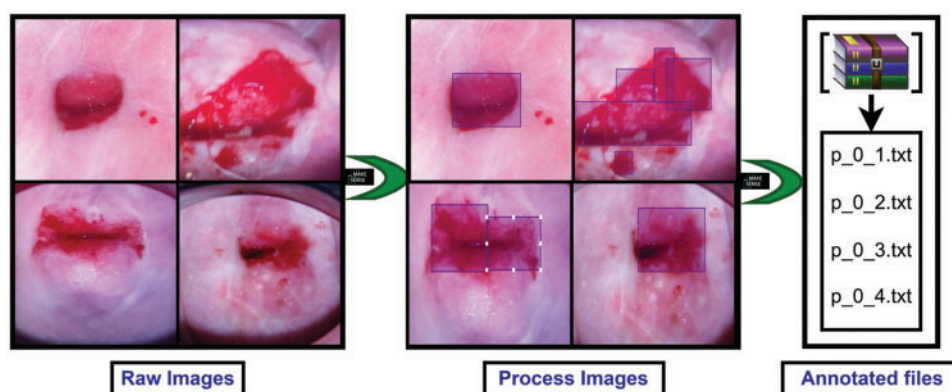 MAKE
SENSE
MAKE
SENSE
p_0_1.txt
p_0_2.txt
p_0_3.txt
p_0_4.txt
Raw Images
Process Images
Annotated files